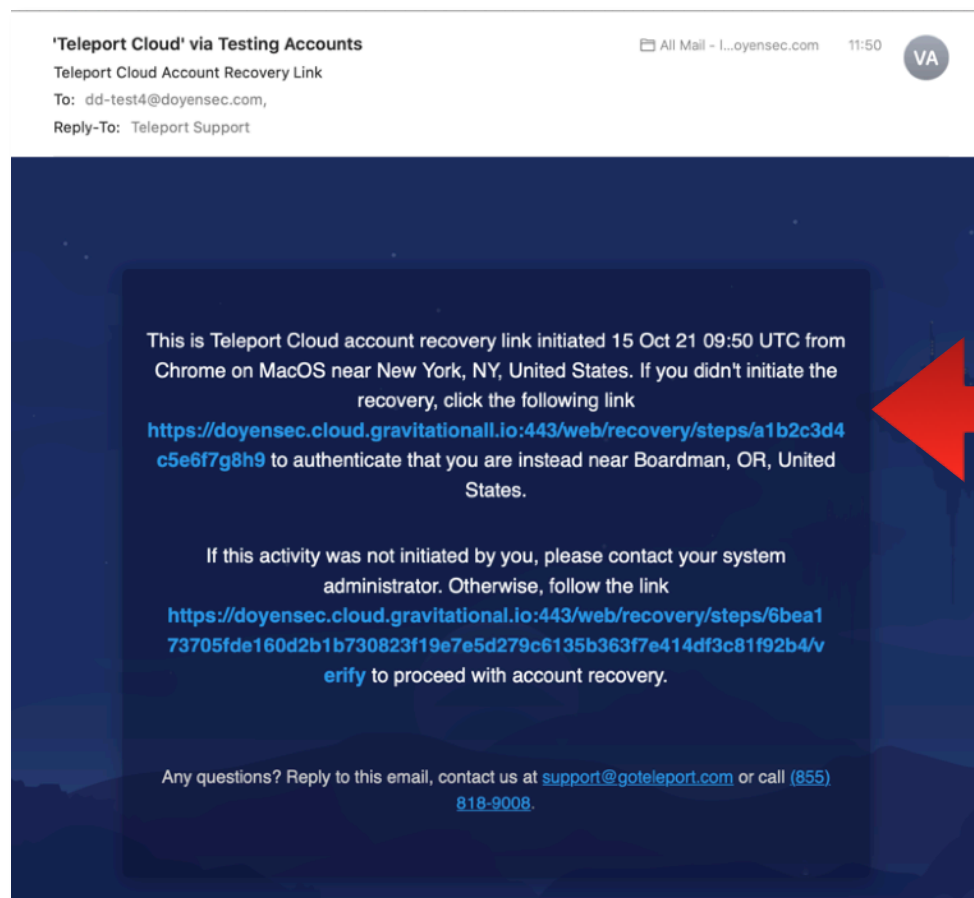 'Teleport Cloud' via Testing Accounts
All Mail - l...oyensec.com 11:50
VA
Teleport Cloud Account Recovery Link
To: dd-test4@doyensec.com,
Reply-To: Teleport Support
This is Teleport Cloud account recovery link initiated 15 Oct 21 09:50 UTC from
Chrome on MacOS near New York, NY, United States. If you didn't initiate the
recovery, click the following link
https://doyensec.cloud.gravitationall.io:443/web/recovery/steps/a1b2c3d4
c5e6f7g8h9 to authenticate that you are instead near Boardman, OR, United
States.
If this activity was not initiated by you, please contact your system
administrator. Otherwise, follow the link
https://doyensec.cloud.gravitational.io:443/web/recovery/steps/6bea1
73705fde160d2b1b730823f19e7e5d279c6135b363f7e414df3c81f92b4/v
erify to proceed with account recovery.
Any questions? Reply to this email, contact us at support@goteleport.com or call (855)
818-9008.